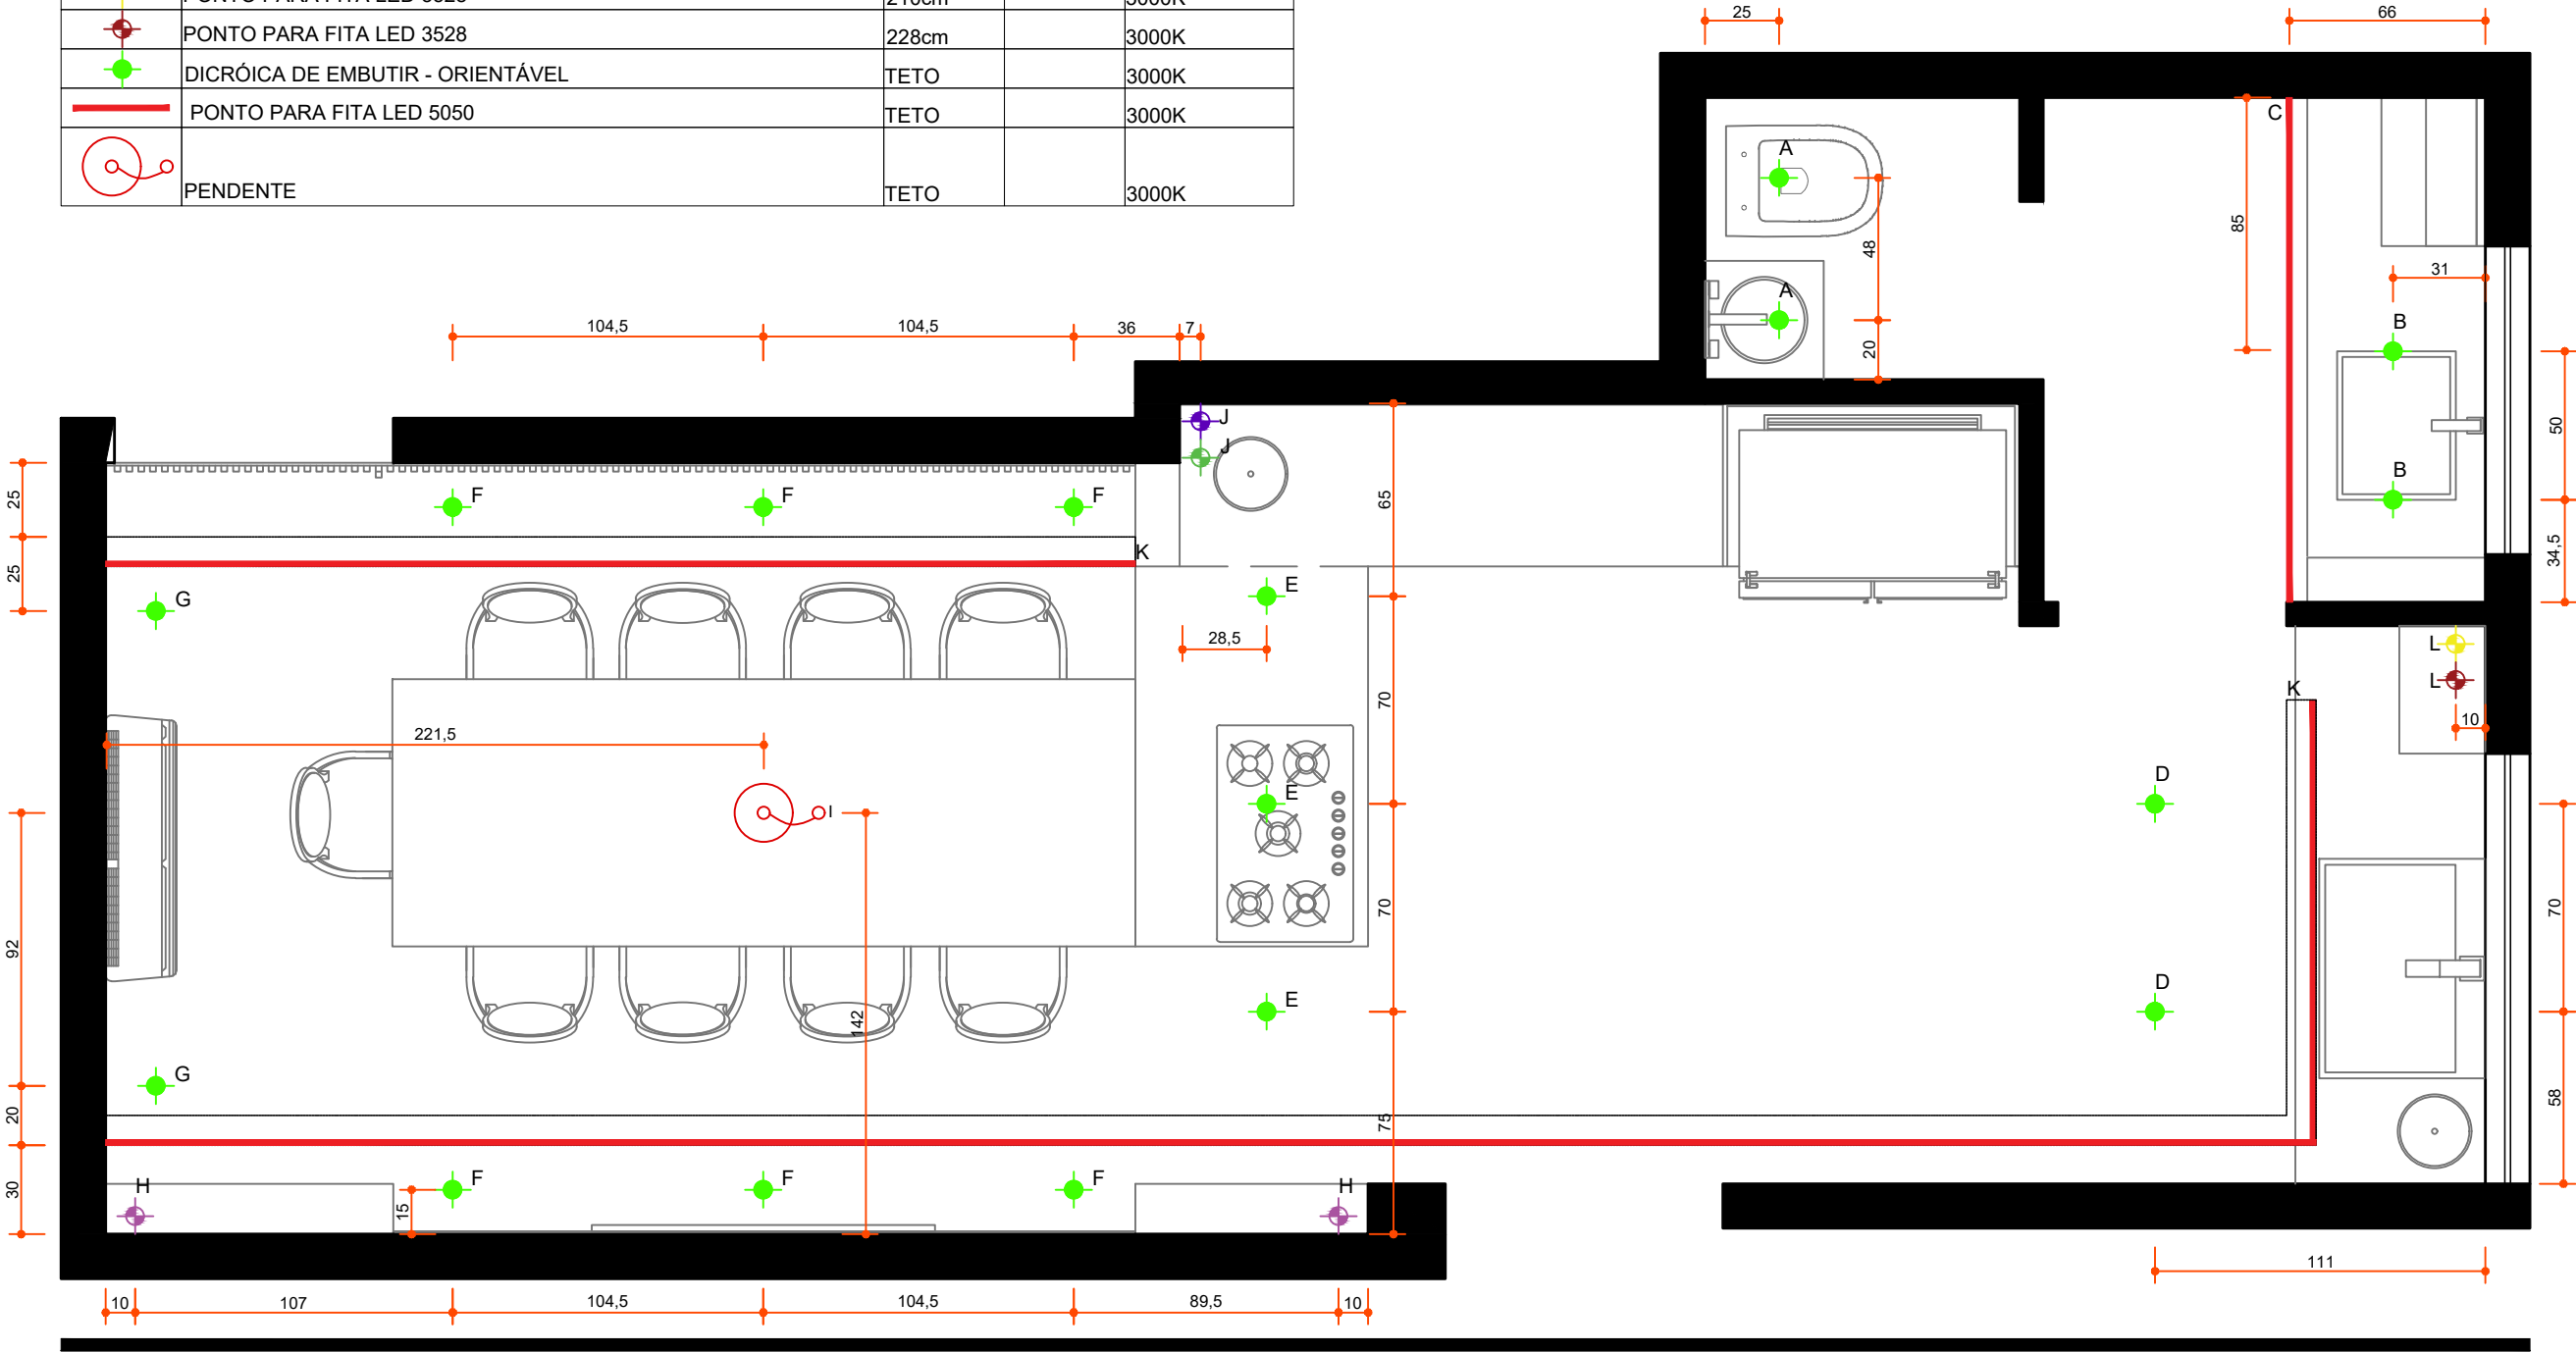 PONTO PARA FITA LED 3528 228cm 3000K
DICRÓICA DE EMBUTIR - ORIENTÁVEL TETO 3000K
PONTO PARA FITA LED 5050 TETO 3000K
PENDENTE TETO 3000K
25
66
C
A
85
48
31
A
B
104,5
104,5
36
7
20
J
50
J
B
25
F
F
F
65
34,5
K
25
G
E
28,5
L
L
K
70
10
221,5
D
E
I
92
70
70
D
E
142
G
20
75
58
30
H
F
F
F
H
15
111
10
107
104,5
104,5
89,5
10